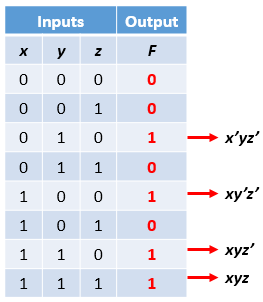 Inputs Output
x y z F
0 0 0 0
0 0 1 0
0 1 0 1 x'yz'
0 1 1 0
1 0 0 1 xy'z'
1 0 1 0
1 1 0 1 xyz'
1 1 1 1 xyz